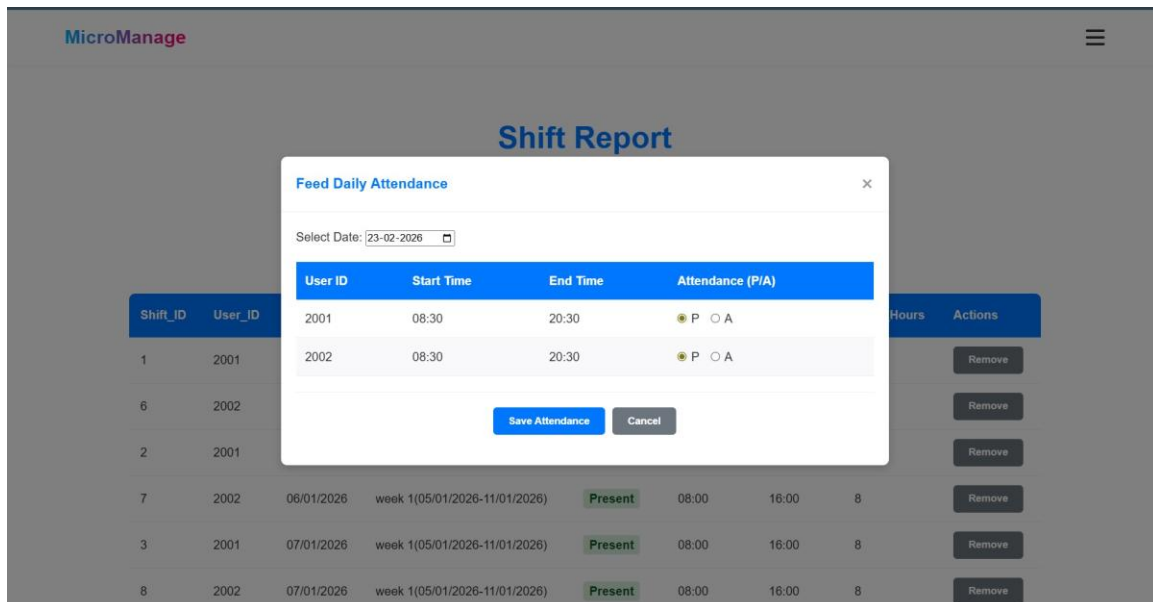 MicroManage
Shift Report
Feed Daily Attendance ×
Select Date: 23-02-2026
User ID Start Time End Time Attendance (P/A)
2001 08:30 20:30 P A
2002 08:30 20:30 P A
Save Attendance Cancel
Shift_ID User_ID Hours Actions
1 2001 Remove
6 2002 Remove
2 2001 Remove
7 2002 06/01/2026 week 1(05/01/2026-11/01/2026) Present 08:00 16:00 8 Remove
3 2001 07/01/2026 week 1(05/01/2026-11/01/2026) Present 08:00 16:00 8 Remove
8 2002 07/01/2026 week 1(05/01/2026-11/01/2026) Present 08:00 16:00 8 Remove